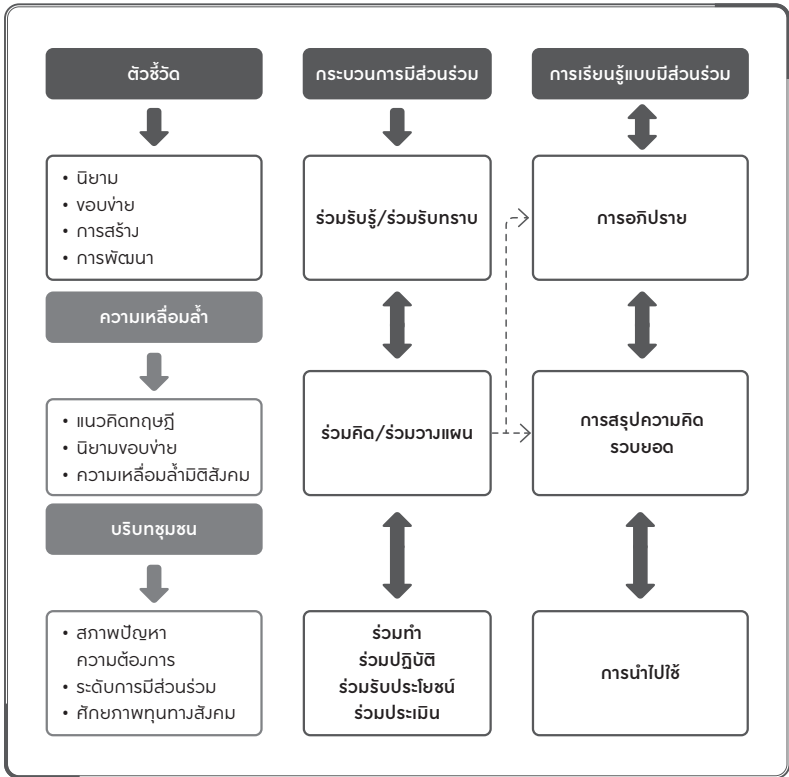 ตัวชี้วัด
• นิยาม
• ขอบข่าย
• การสร้าง
• การพัฒนา
ความเหลื่อมล้ำ
• แนวคิดทฤษฎี
• นิยามขอบข่าย
• ความเหลื่อมล้ำมิติสังคม
บริบทชุมชน
• สภาพปัญหา
ความต้องการ
• ระดับการมีส่วนร่วม
• ศักยภาพทุนทางสังคม
กระบวนการมีส่วนร่วม
ร่วมรับรู้/ร่วมรับทราบ
ร่วมคิด/ร่วมวางแผน
ร่วมทำ
ร่วมปฏิบัติ
ร่วมรับประโยชน์
ร่วมประเมิน
การเรียนรู้แบบมีส่วนร่วม
การอภิปราย
การสรุปความคิด
รวบยอด
การนำไปใช้